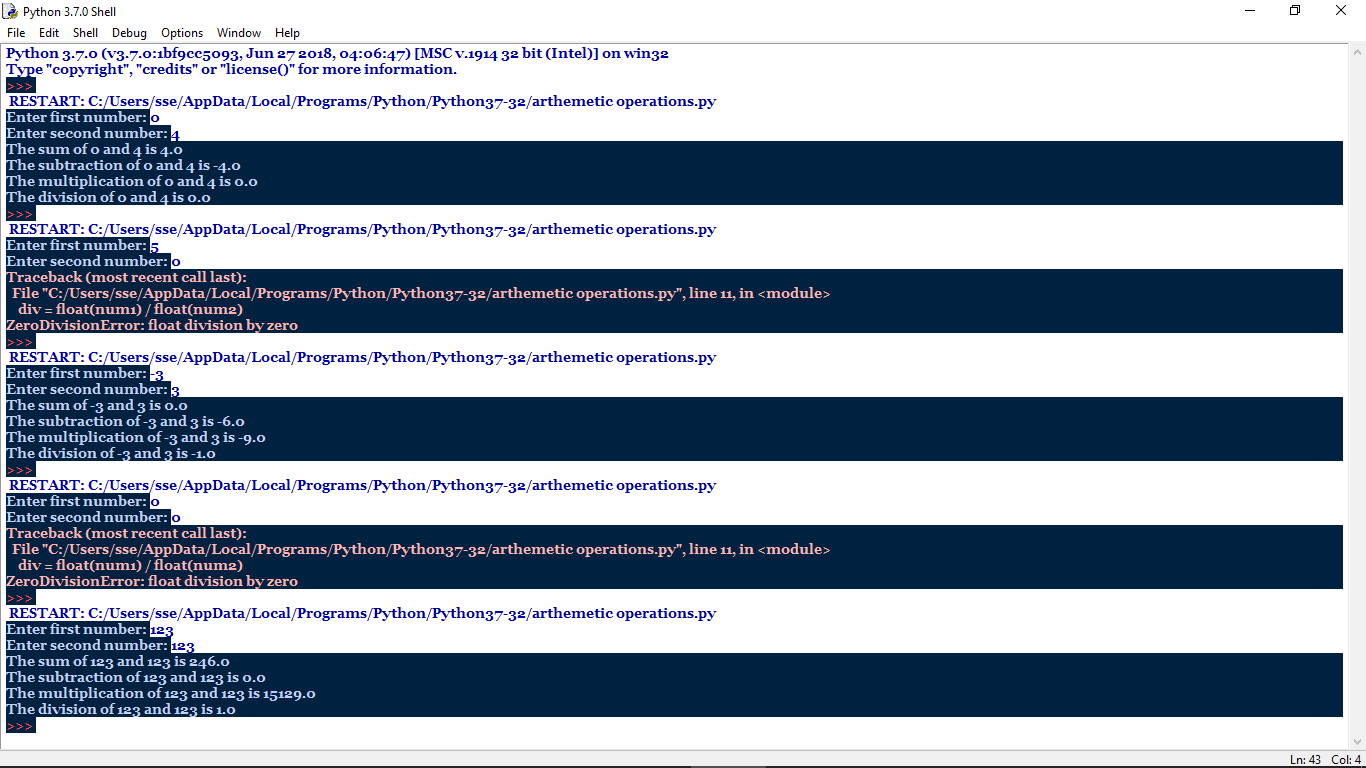 Python 3.7.0 Shell
File Edit Shell Debug Options Window Help
Python 3.7.0 (v3.7.0:1bf9cc5093, Jun 27 2018, 04:06:47) [MSC v.1914 32 bit (Intel)] on win32
Type "copyright", "credits" or "license()" for more information.
>>>
RESTART: C:/Users/sse/AppData/Local/Programs/Python/Python37-32/arthemetic operations.py
Enter first number: 0
Enter second number: 4
The sum of 0 and 4 is 4.0
The subtraction of 0 and 4 is -4.0
The multiplication of 0 and 4 is 0.0
The division of 0 and 4 is 0.0
>>>
RESTART: C:/Users/sse/AppData/Local/Programs/Python/Python37-32/arthemetic operations.py
Enter first number: 5
Enter second number: 0
Traceback (most recent call last):
File "C:/Users/sse/AppData/Local/Programs/Python/Python37-32/arthemetic operations.py", line 11, in <module>
div = float(num1) / float(num2)
ZeroDivisionError: float division by zero
>>>
RESTART: C:/Users/sse/AppData/Local/Programs/Python/Python37-32/arthemetic operations.py
Enter first number: -3
Enter second number: 3
The sum of -3 and 3 is 0.0
The subtraction of -3 and 3 is -6.0
The multiplication of -3 and 3 is -9.0
The division of -3 and 3 is -1.0
>>>
RESTART: C:/Users/sse/AppData/Local/Programs/Python/Python37-32/arthemetic operations.py
Enter first number: 0
Enter second number: 0
Traceback (most recent call last):
File "C:/Users/sse/AppData/Local/Programs/Python/Python37-32/arthemetic operations.py", line 11, in <module>
div = float(num1) / float(num2)
ZeroDivisionError: float division by zero
>>>
RESTART: C:/Users/sse/AppData/Local/Programs/Python/Python37-32/arthemetic operations.py
Enter first number: 123
Enter second number: 123
The sum of 123 and 123 is 246.0
The subtraction of 123 and 123 is 0.0
The multiplication of 123 and 123 is 15129.0
The division of 123 and 123 is 1.0
>>>
Ln: 43 Col: 4